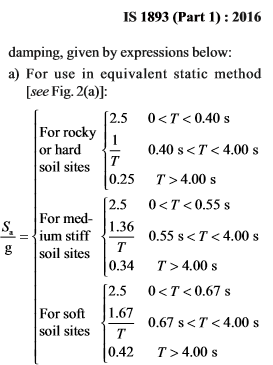 IS 1893 (Part 1) : 2016
damping, given by expressions below:
a) For use in equivalent static method
[see Fig. 2(a)]:
S_a/g =
For rocky or hard soil sites
2.5 0 < T < 0.40 s
1/T 0.40 s < T < 4.00 s
0.25 T > 4.00 s
For med-
ium stiff
soil sites
2.5 0 < T < 0.55 s
1.36/T 0.55 s < T < 4.00 s
0.34 T > 4.00 s
For soft
soil sites
2.5 0 < T < 0.67 s
1.67/T 0.67 s < T < 4.00 s
0.42 T > 4.00 s